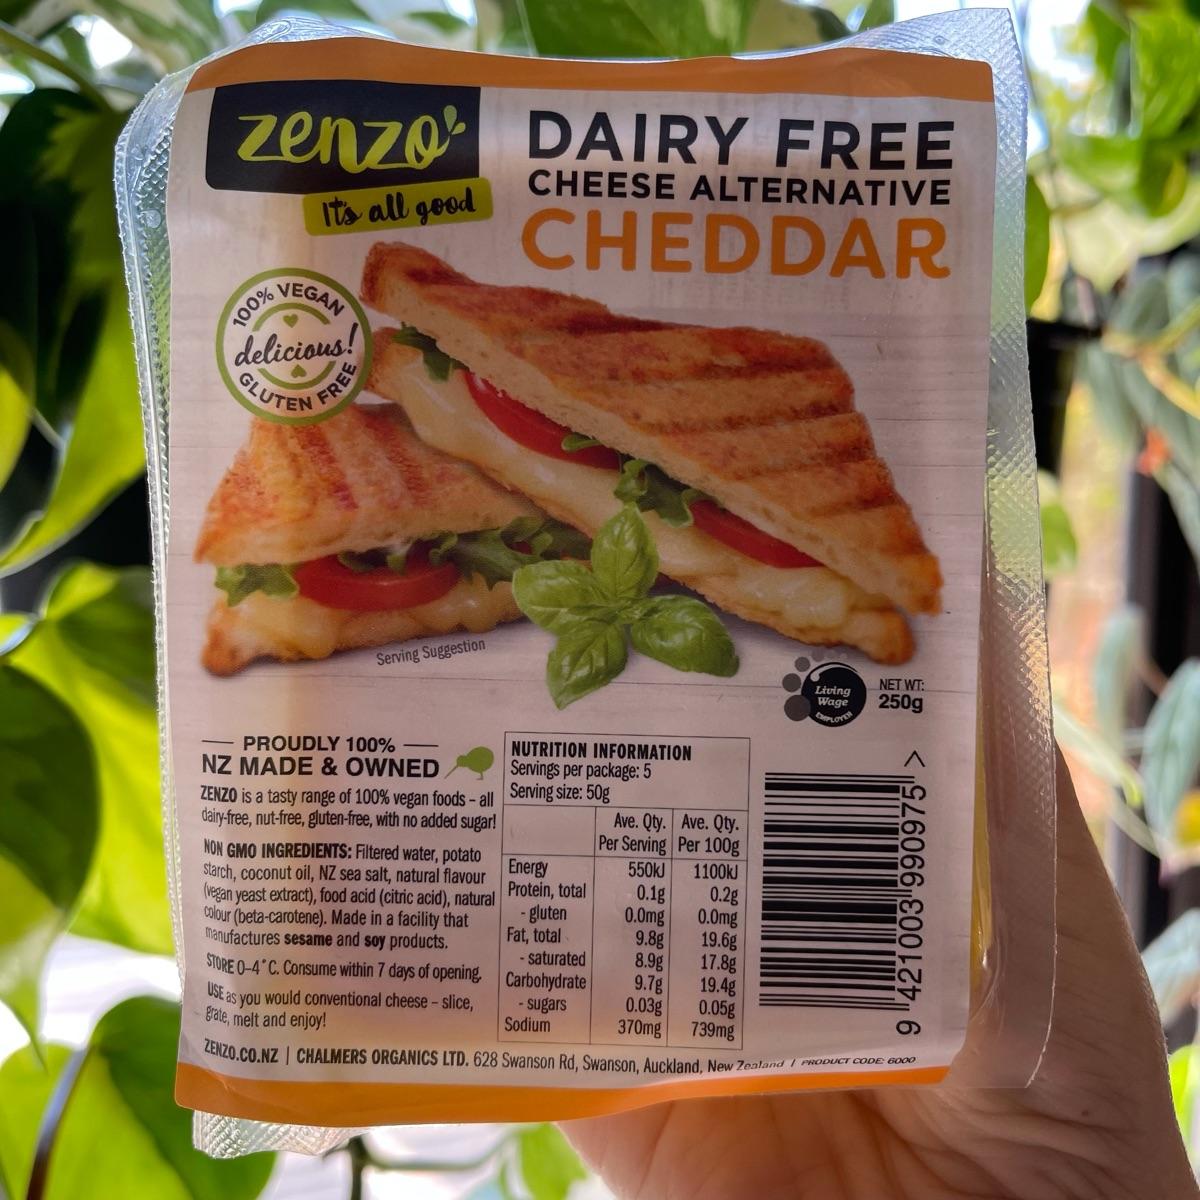 zenzo
It's all good
DAIRY FREE
CHEESE ALTERNATIVE
CHEDDAR
100% VEGAN
delicious!
GLUTEN FREE
Serving Suggestion
Living
Wage
EMPLOYER
NET WT:
250g
PROUDLY 100%
NZ MADE & OWNED
ZENZO is a tasty range of 100% vegan foods - all
dairy-free, nut-free, gluten-free, with no added sugar!
NON GMO INGREDIENTS: Filtered water, potato
starch, coconut oil, NZ sea salt, natural flavour
(vegan yeast extract), food acid (citric acid), natural
colour (beta-carotene). Made in a facility that
manufactures sesame and soy products.
STORE 0-4°C. Consume within 7 days of opening.
USE as you would conventional cheese - slice,
grate, melt and enjoy!
NUTRITION INFORMATION
Servings per package: 5
Serving size: 50g
Ave. Qty. Ave. Qty.
Per Serving Per 100g
Energy 550kJ 1100kJ
Protein, total 0.1g 0.2g
- gluten 0.0mg 0.0mg
Fat, total 9.8g 19.6g
- saturated 8.9g 17.8g
Carbohydrate 9.7g 19.4g
- sugars 0.03g 0.05g
Sodium 370mg 739mg
9 421003 990975 >
ZENZO.CO.NZ | CHALMERS ORGANICS LTD. 628 Swanson Rd, Swanson, Auckland, New Zealand / PRODUCT CODE: 6000